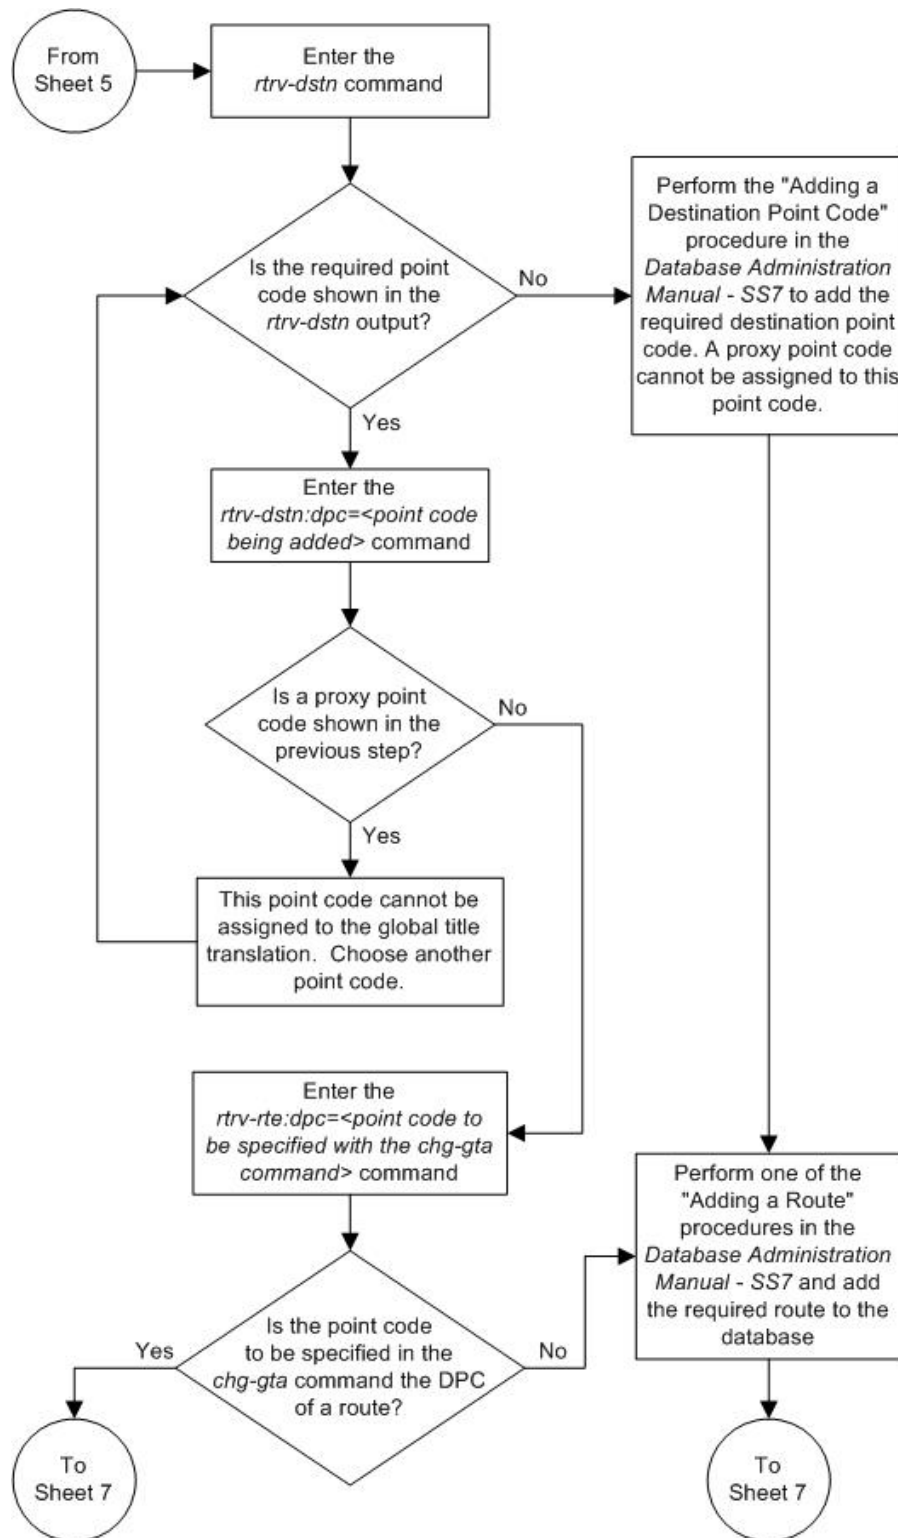 From
Sheet 5
Enter the
rtrv-dstn command
Is the required point
code shown in the
rtrv-dstn output?
No
Yes
Perform the "Adding a
Destination Point Code"
procedure in the
Database Administration
Manual - SS7 to add the
required destination point
code. A proxy point code
cannot be assigned to this
point code.
Enter the
rtrv-dstn:dpc=<point code
being added> command
Is a proxy point
code shown in the
previous step?
No
Yes
This point code cannot be
assigned to the global title
translation.  Choose another
point code.
Enter the
rtrv-rte:dpc=<point code to
be specified with the chg-gta
command> command
Perform one of the
"Adding a Route"
procedures in the
Database Administration
Manual - SS7 and add
the required route to the
database
Is the point code
to be specified in the
chg-gta command the DPC
of a route?
Yes
No
To
Sheet 7
To
Sheet 7